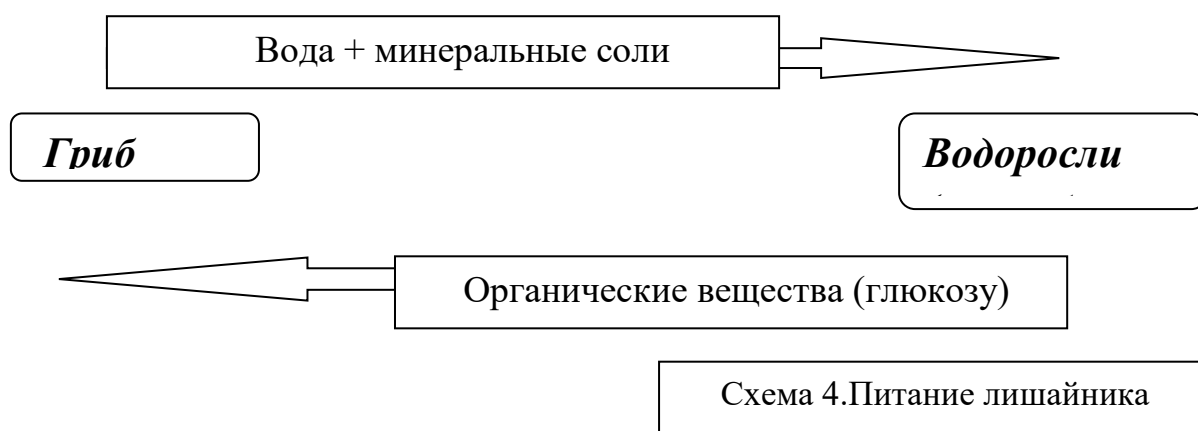 Вода + минеральные соли
Гриб
Водоросли
Органические вещества (глюкозу)
Схема 4.Питание лишайника